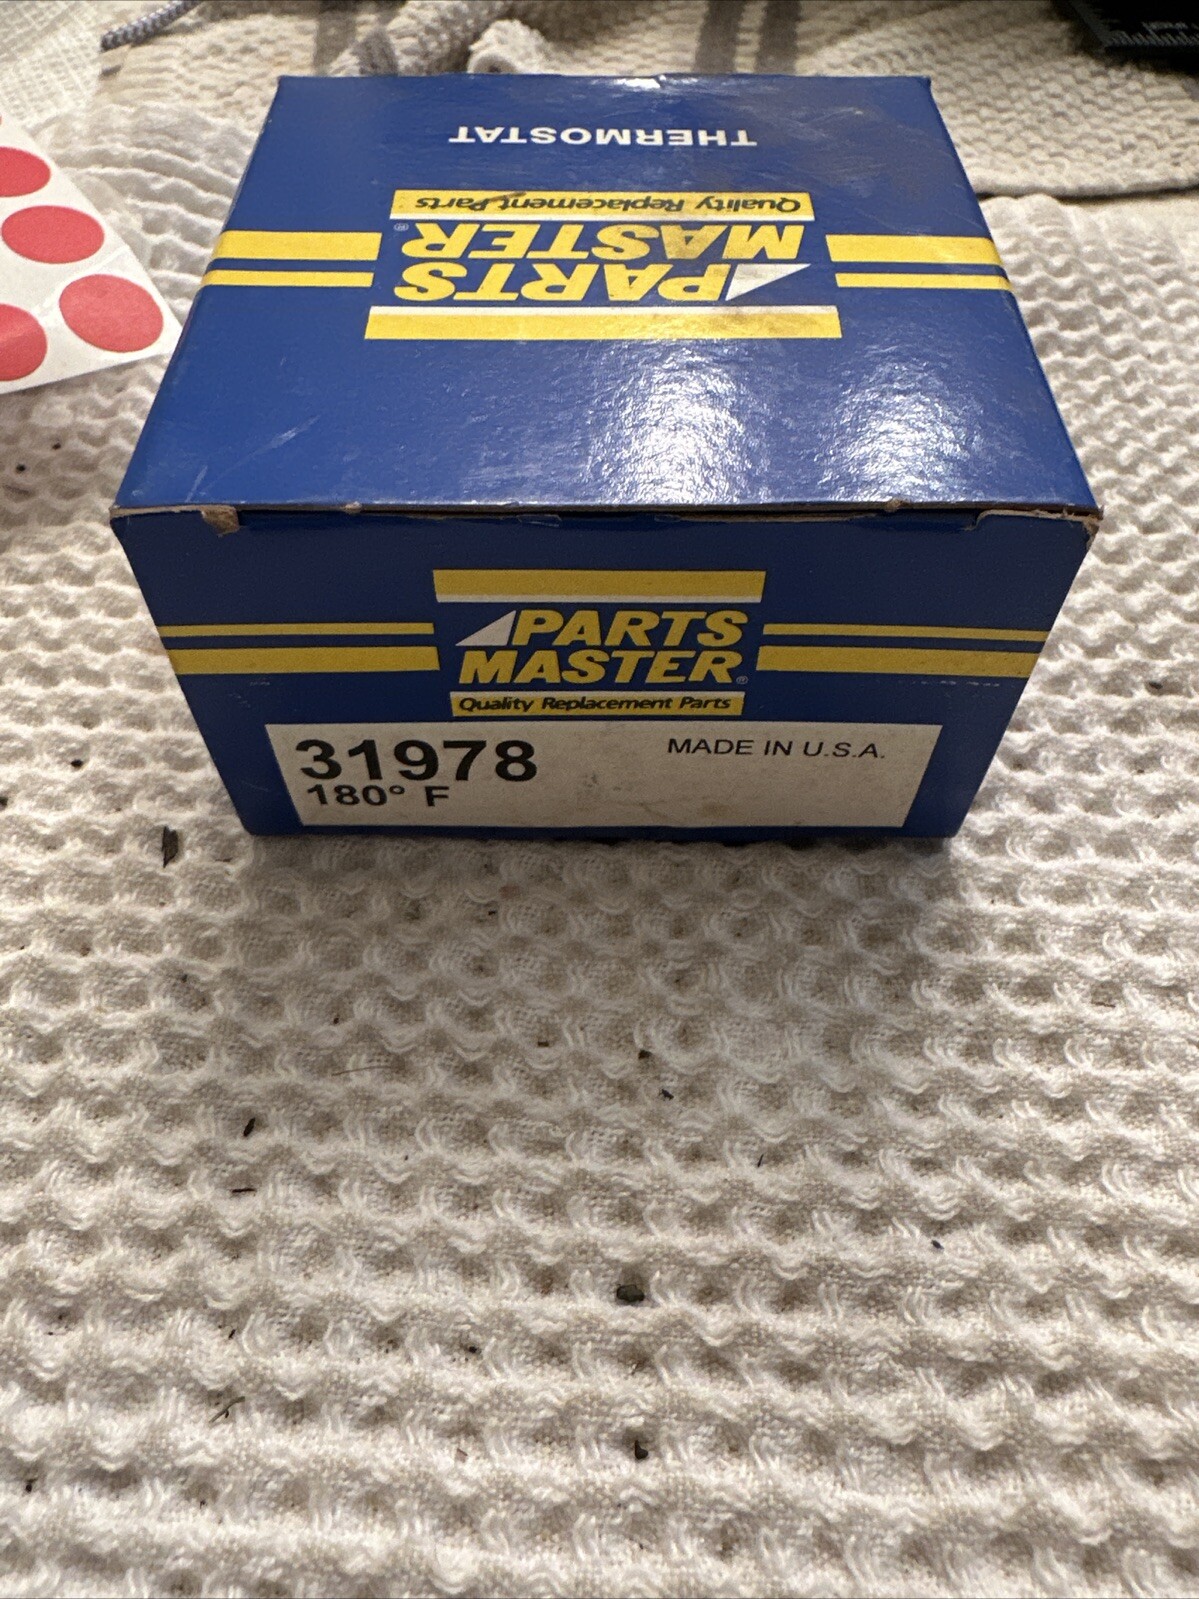 THERMOSTAT
Quality Replacement Parts
MASTER®
PARTS
PARTS
MASTER®
Quality Replacement Parts
31978
MADE IN U.S.A.
180° F